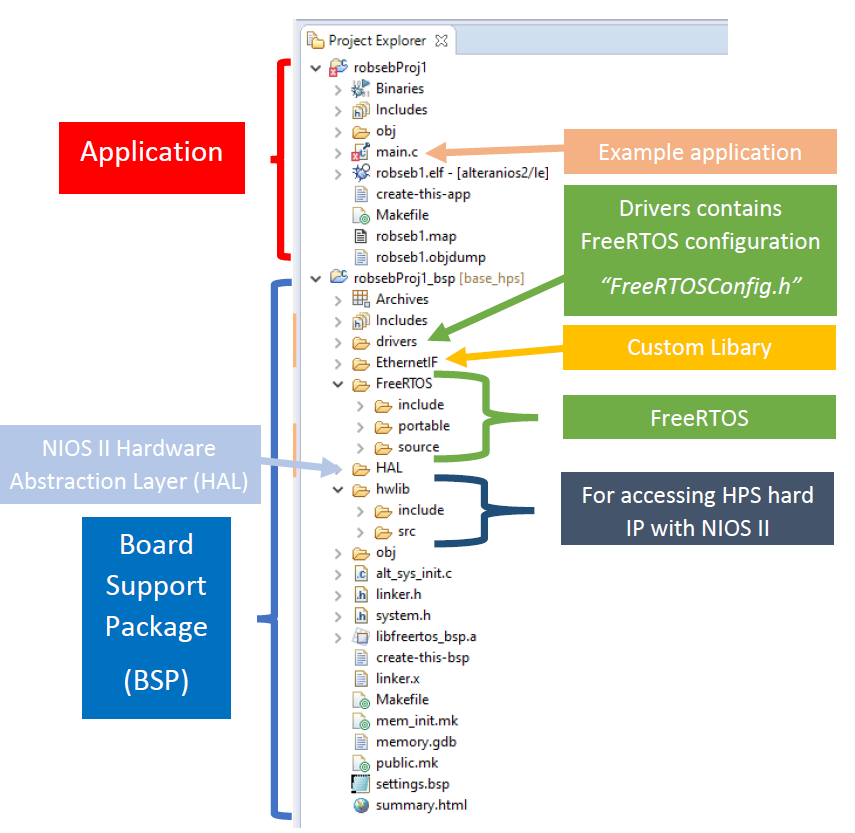 Project Explorer
robsebProj1
Binaries
Includes
obj
main.c
robseb1.elf - [alteranios2/le]
create-this-app
Makefile
robseb1.map
robseb1.objdump
robsebProj1_bsp [base_hps]
Archives
Includes
drivers
EthernetIF
FreeRTOS
include
portable
source
HAL
hwlib
include
src
obj
alt_sys_init.c
linker.h
system.h
libfreertos_bsp.a
create-this-bsp
linker.x
Makefile
mem_init.mk
memory.gdb
public.mk
settings.bsp
summary.html
Application
NIOS II Hardware
Abstraction Layer (HAL)
Board
Support
Package
(BSP)
Example application
Drivers contains
FreeRTOS configuration
“FreeRTOSConfig.h”
Custom Libary
FreeRTOS
For accessing HPS hard
IP with NIOS II